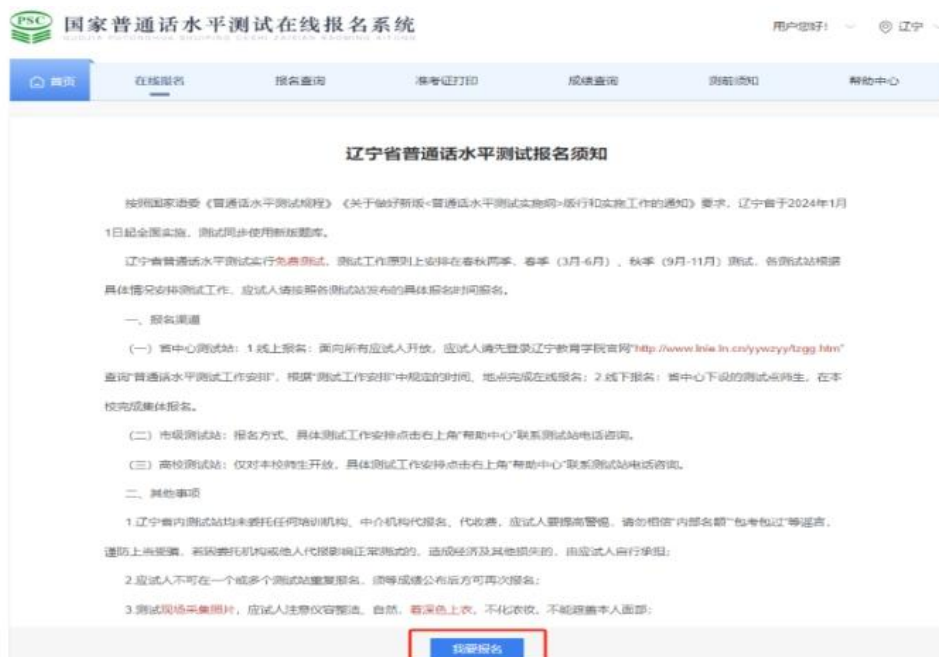 PSC 国家普通话水平测试在线报名系统
GUOJIA PUTONGHUA SHUIPING CESHI ZAIXIAN BAOMING XITONG
用户您好! 辽宁
首页 在线报名 报名查询 准考证打印 成绩查询 测前须知 帮助中心
辽宁省普通话水平测试报名须知
按照国家语委《普通话水平测试规程》《关于做好新版<普通话水平测试实施纲>版行和实施工作的通知》要求，辽宁省于2024年1月
1日起全面实施，测试同步使用新版题库。
辽宁省普通话水平测试实行免费测试，测试工作原则上安排在春秋两季，春季（3月-6月）、秋季（9月-11月）测试，各测试站根据
具体情况安排测试工作，应试人请按照各测试站发布的具体报名时间报名。
一、报名渠道
（一）省中心测试站：1.线上报名：面向所有应试人开放，应试人请先登录辽宁教育学院官网"http://www.lnie.ln.cn/yywzyy/tzgg.htm"
查询"普通话水平测试工作安排"，根据"测试工作安排"中规定的时间、地点完成在线报名；2.线下报名：省中心下设的测试点师生，在本
校完成集体报名。
（二）市级测试站：报名方式、具体测试工作安排点击右上角"帮助中心"联系测试站电话咨询。
（三）高校测试站：仅对本校师生开放，具体测试工作安排点击右上角"帮助中心"联系测试站电话咨询。
二、其他事项
1.辽宁省内测试站均未委托任何培训机构、中介机构代报名、代收费，应试人要提高警惕，请勿相信"内部名额""包考包过"等谣言，
谨防上当受骗，若因委托机构或他人代报影响正常测试的，造成经济及其他损失的，由应试人自行承担；
2.应试人不可在一个或多个测试站重复报名，须等成绩公布后方可再次报名；
3.测试现场采集照片，应试人注意仪容整洁、自然，着深色上衣，不化浓妆，不能遮盖本人面部；
我要报名